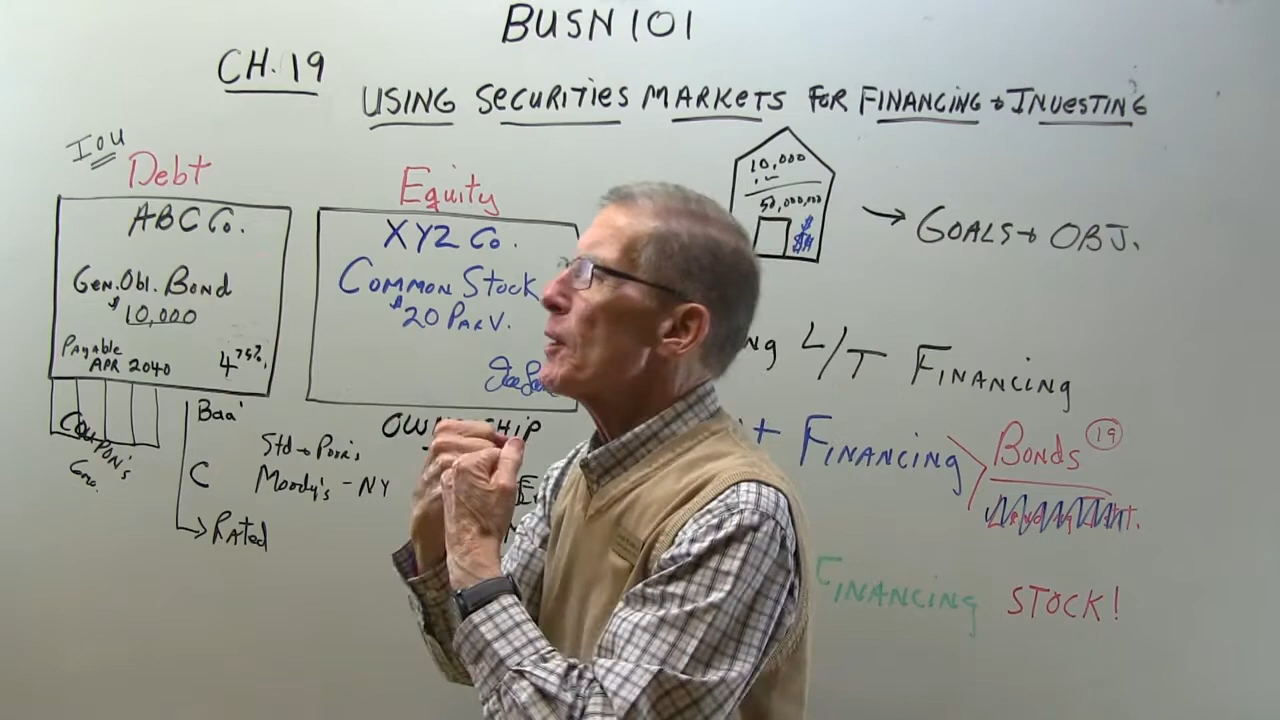 BUSN 101
CH. 19
USING SECURITIES MARKETS FOR FINANCING + INVESTING
IOU
Debt
ABC Co.
Gen. Obl. Bond
$10,000
Payable
APR 2040
4 75%
COUPON'S
Baa'
C
Rated
Std + Poor's
Moody's - NY
Equity
XYZ Co.
COMMON STOCK
$20 PAR V.
10,000
50,000,000
→ GOALS + OBJ.
L/T FINANCING
FINANCING
Bonds 19
FINANCING STOCK!